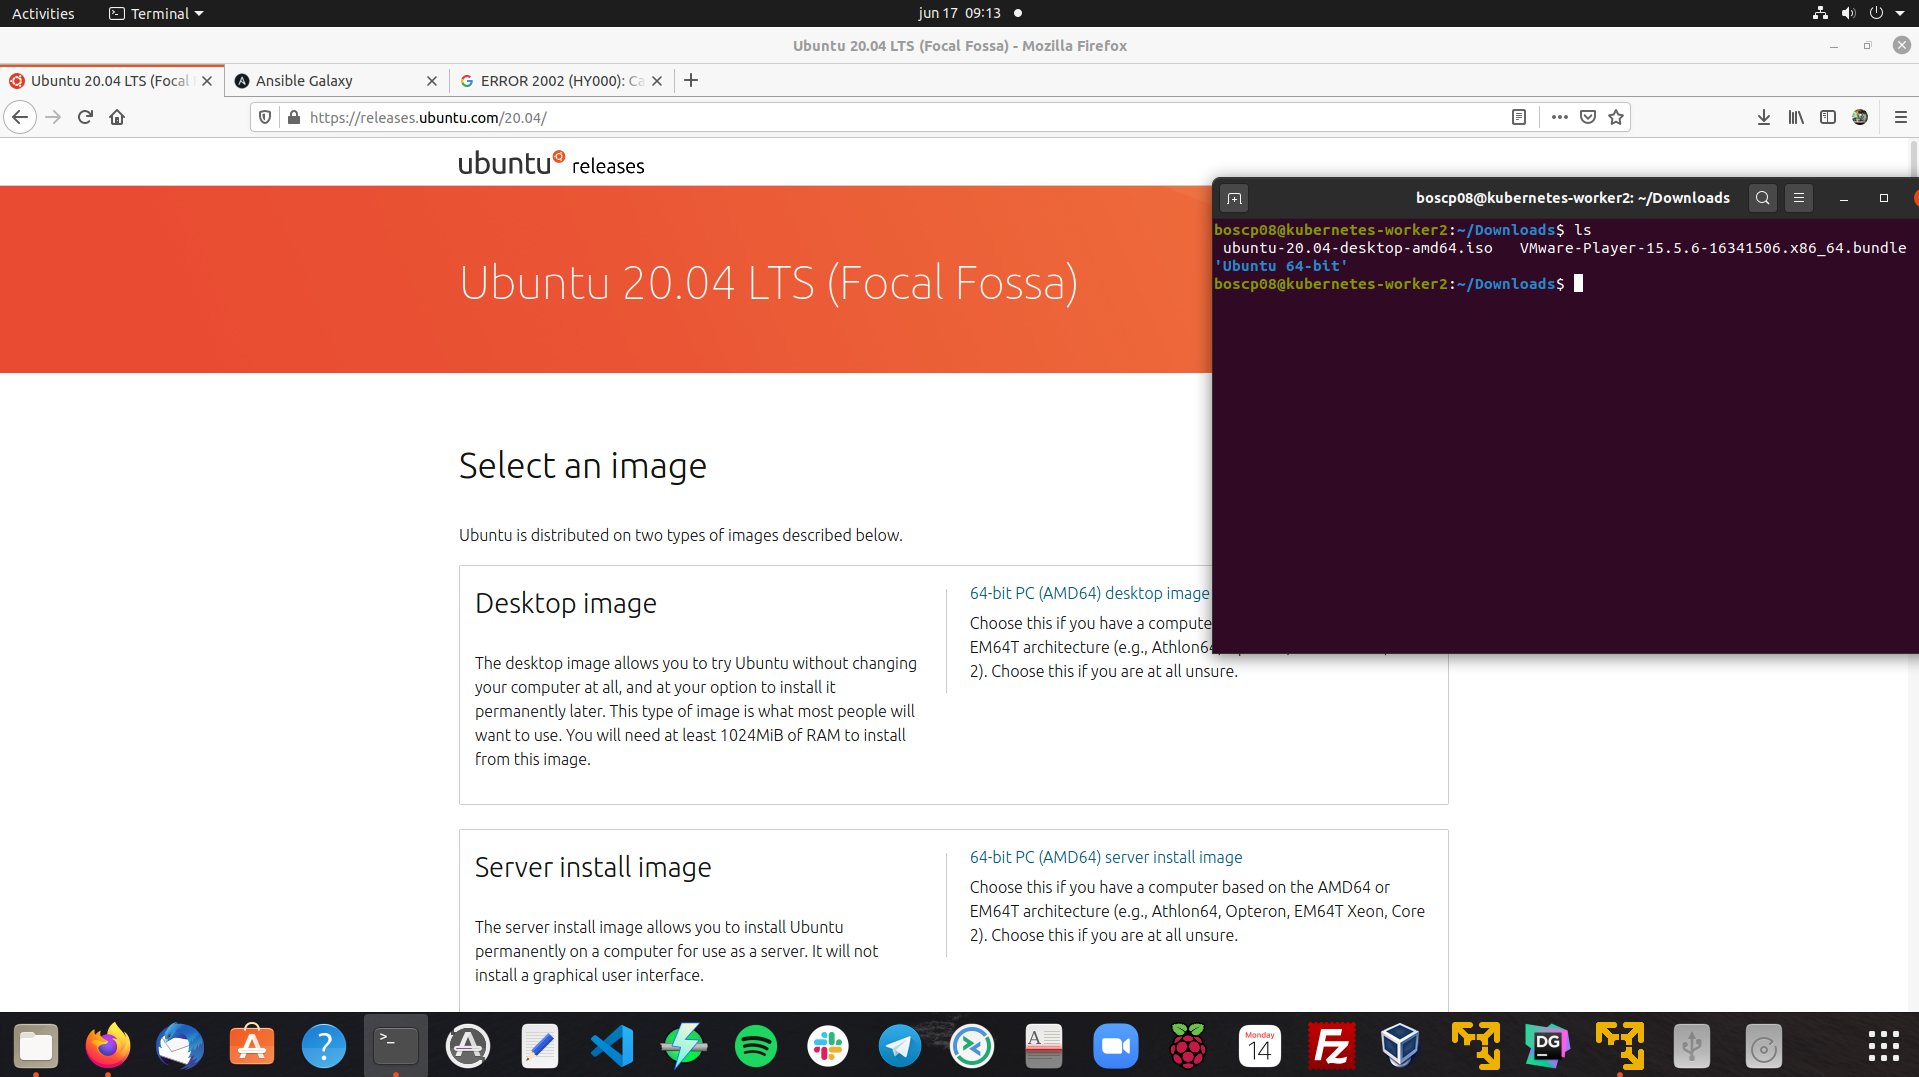 Activities
Terminal
jun 17 09:13
Ubuntu 20.04 LTS (Focal Fossa) - Mozilla Firefox
Ubuntu 20.04 LTS (Focal
Ansible Galaxy
ERROR 2002 (HY000): Ca
https://releases.ubuntu.com/20.04/
ubuntu releases
boscp08@kubernetes-worker2: ~/Downloads
boscp08@kubernetes-worker2:~/Downloads$ ls
ubuntu-20.04-desktop-amd64.iso VMware-Player-15.5.6-16341506.x86_64.bundle
'Ubuntu 64-bit'
boscp08@kubernetes-worker2:~/Downloads$
Ubuntu 20.04 LTS (Focal Fossa)
Select an image
Ubuntu is distributed on two types of images described below.
Desktop image
The desktop image allows you to try Ubuntu without changing
your computer at all, and at your option to install it
permanently later. This type of image is what most people will
want to use. You will need at least 1024MiB of RAM to install
from this image.
64-bit PC (AMD64) desktop image
Choose this if you have a compute
EM64T architecture (e.g., Athlon64
2). Choose this if you are at all unsure.
Server install image
The server install image allows you to install Ubuntu
permanently on a computer for use as a server. It will not
install a graphical user interface.
64-bit PC (AMD64) server install image
Choose this if you have a computer based on the AMD64 or
EM64T architecture (e.g., Athlon64, Opteron, EM64T Xeon, Core
2). Choose this if you are at all unsure.
Monday
14
Fz
DG